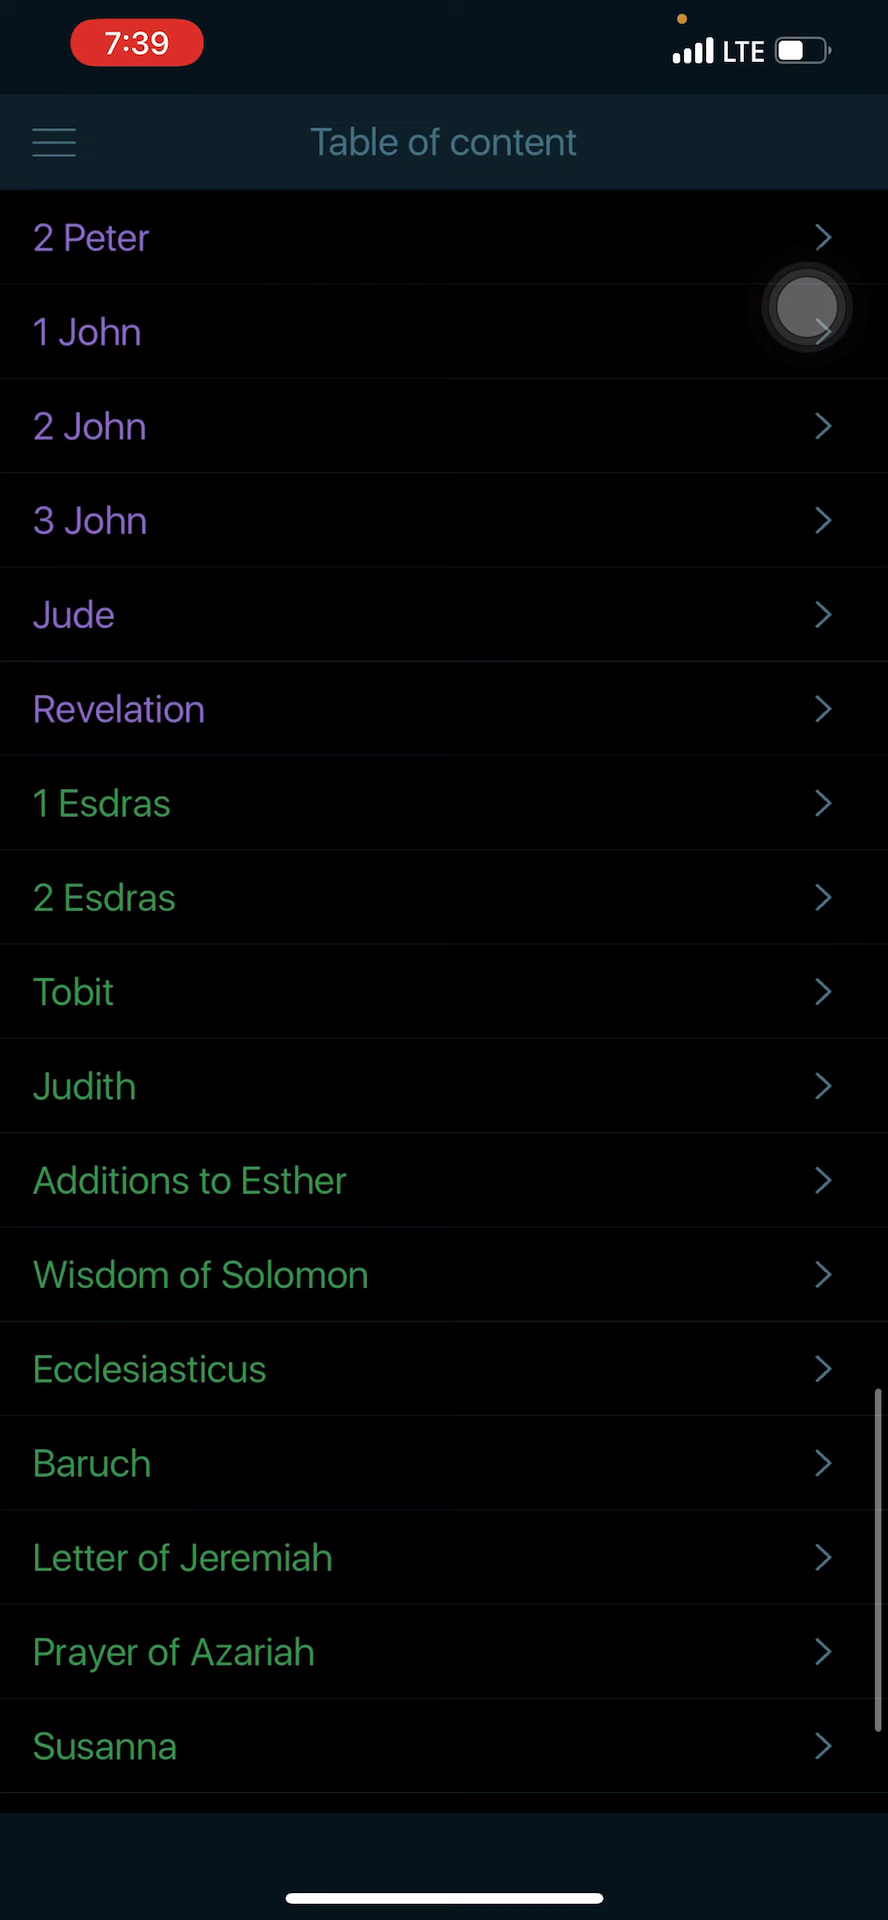 7:39
LTE
Table of content
2 Peter
1 John
2 John
3 John
Jude
Revelation
1 Esdras
2 Esdras
Tobit
Judith
Additions to Esther
Wisdom of Solomon
Ecclesiasticus
Baruch
Letter of Jeremiah
Prayer of Azariah
Susanna